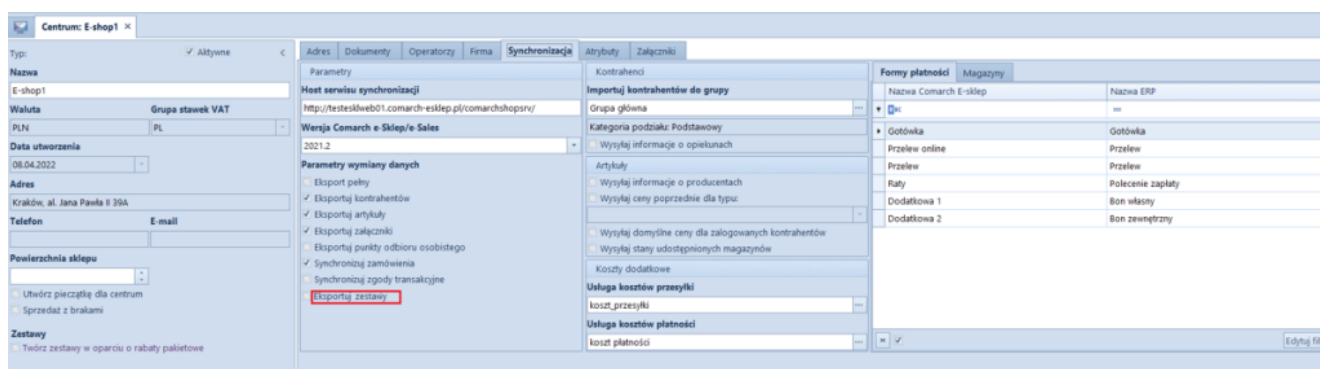 Centrum: E-shop1 ×
Typ:
Aktywne
Nazwa
E-shop1
Waluta
Grupa stawek VAT
PLN
PL
Data utworzenia
08.04.2022
Adres
Kraków, al. Jana Pawła II 39A
Telefon
E-mail
Powierzchnia sklepu
Utwórz pieczątkę dla centrum
Sprzedaż z brakami
Zestawy
Twórz zestawy w oparciu o rabaty pakietowe
Adres Dokumenty Operatorzy Firma Synchronizacja Atrybuty Załączniki
Parametry
Host serwisu synchronizacji
http://testesklweb01.comarch-esklep.pl/comarchshopsrv/
Wersja Comarch e-Sklep/e-Sales
2021.2
Parametry wymiany danych
Eksport pełny
Eksportuj kontrahentów
Eksportuj artykuły
Eksportuj załączniki
Eksportuj punkty odbioru osobistego
Synchronizuj zamówienia
Synchronizuj zgody transakcyjne
Eksportuj zestawy
Kontrahenci
Importuj kontrahentów do grupy
Grupa główna
Kategoria podziału: Podstawowy
Wysyłaj informacje o opiekunach
Artykuły
Wysyłaj informacje o producentach
Wysyłaj ceny poprzednie dla typu:
Wysyłaj domyślne ceny dla zalogowanych kontrahentów
Wysyłaj stany udostępnionych magazynów
Koszty dodatkowe
Usługa kosztów przesyłki
koszt_przesyłki
Usługa kosztów płatności
koszt płatności
Formy płatności Magazyny
Nazwa Comarch E-sklep Nazwa ERP
Gotówka Gotówka
Przelew online Przelew
Przelew Przelew
Raty Polecenie zapłaty
Dodatkowa 1 Bon własny
Dodatkowa 2 Bon zewnętrzny
Edytuj fil